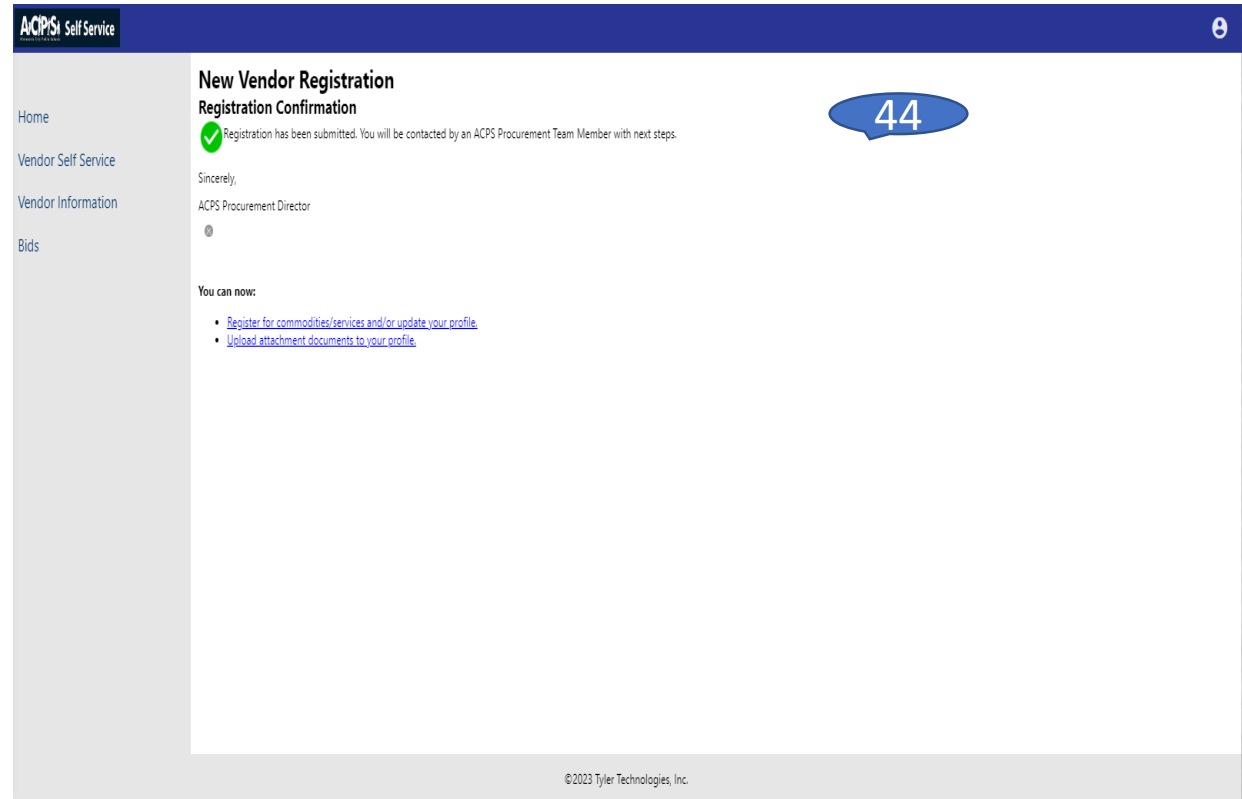 ACPS Self Service
New Vendor Registration
Registration Confirmation
44
Registration has been submitted. You will be contacted by an ACPS Procurement Team Member with next steps.
Sincerely,
ACPS Procurement Director
Home
Vendor Self Service
Vendor Information
Bids
You can now:
• Register for commodities/services and/or update your profile.
• Upload attachment documents to your profile.
©2023 Tyler Technologies, Inc.